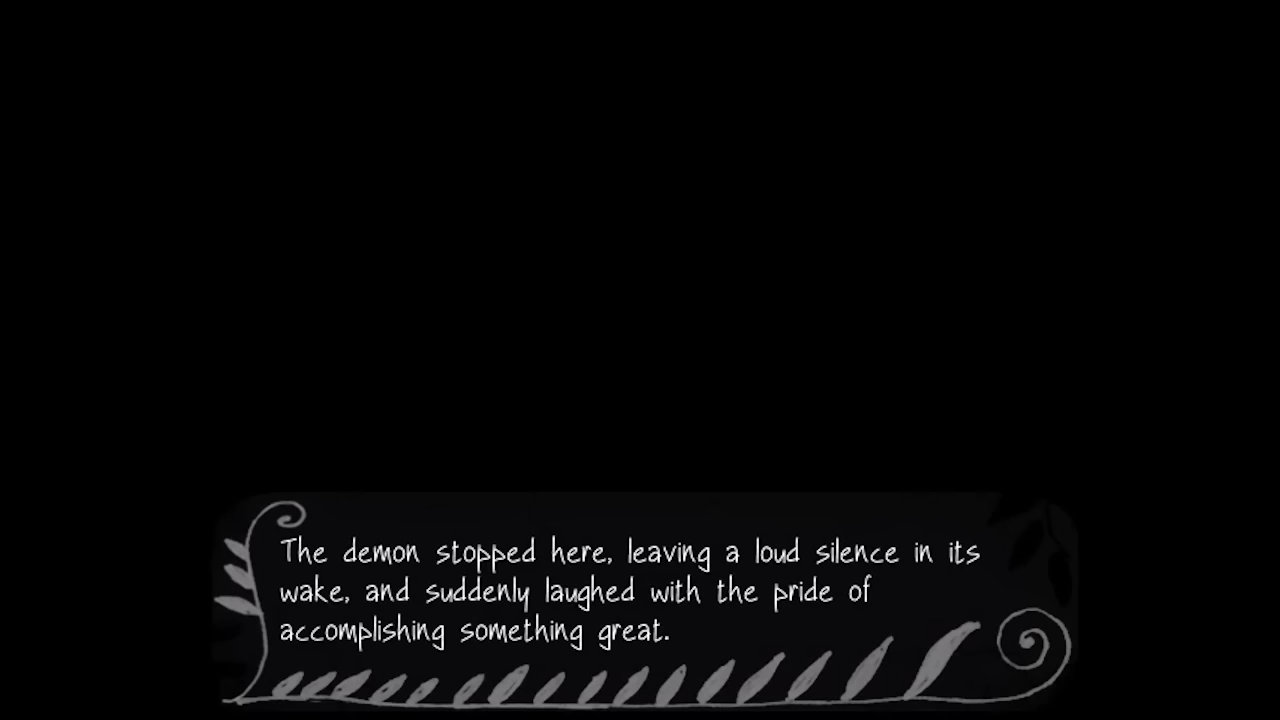 The demon stopped here, leaving a loud silence in its
wake, and suddenly laughed with the pride of
accomplishing something great.